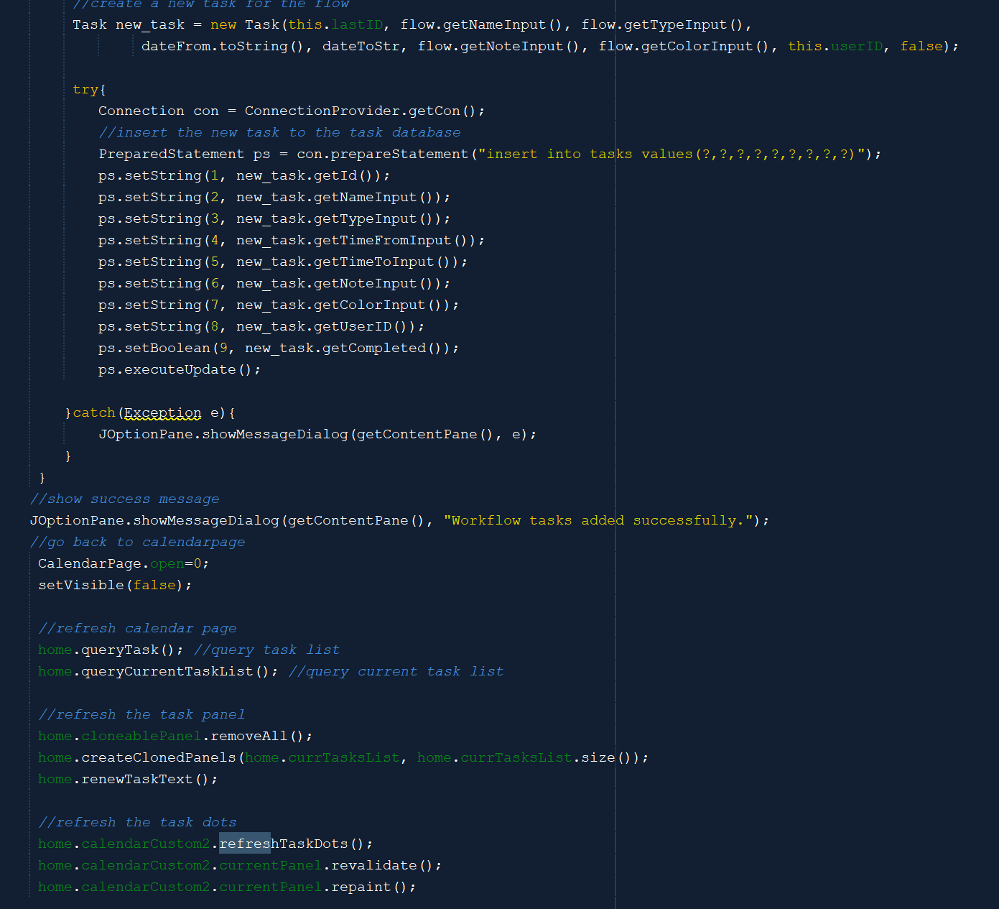 //create a new task for the flow
Task new_task = new Task(this.lastID, flow.getNameInput(), flow.getTypeInput(),
dateFrom.toString(), dateToStr, flow.getNoteInput(), flow.getColorInput(), this.userID, false);
try{
Connection con = ConnectionProvider.getCon();
//insert the new task to the task database
PreparedStatement ps = con.prepareStatement("insert into tasks values(?,?,?,?,?,?,?,?,?)");
ps.setString(1, new_task.getId());
ps.setString(2, new_task.getNameInput());
ps.setString(3, new_task.getTypeInput());
ps.setString(4, new_task.getTimeFromInput());
ps.setString(5, new_task.getTimeToInput());
ps.setString(6, new_task.getNoteInput());
ps.setString(7, new_task.getColorInput());
ps.setString(8, new_task.getUserID());
ps.setBoolean(9, new_task.getCompleted());
ps.executeUpdate();
}catch(Exception e){
JOptionPane.showMessageDialog(getContentPane(), e);
}
}
//show success message
JOptionPane.showMessageDialog(getContentPane(), "Workflow tasks added successfully.");
//go back to calendarpage
CalendarPage.open=0;
setVisible(false);
//refresh calendar page
home.queryTask(); //query task list
home.queryCurrentTaskList(); //query current task list
//refresh the task panel
home.cloneablePanel.removeAll();
home.createClonedPanels(home.currTasksList, home.currTasksList.size());
home.renewTaskText();
//refresh the task dots
home.calendarCustom2.refreshTaskDots();
home.calendarCustom2.currentPanel.revalidate();
home.calendarCustom2.currentPanel.repaint();